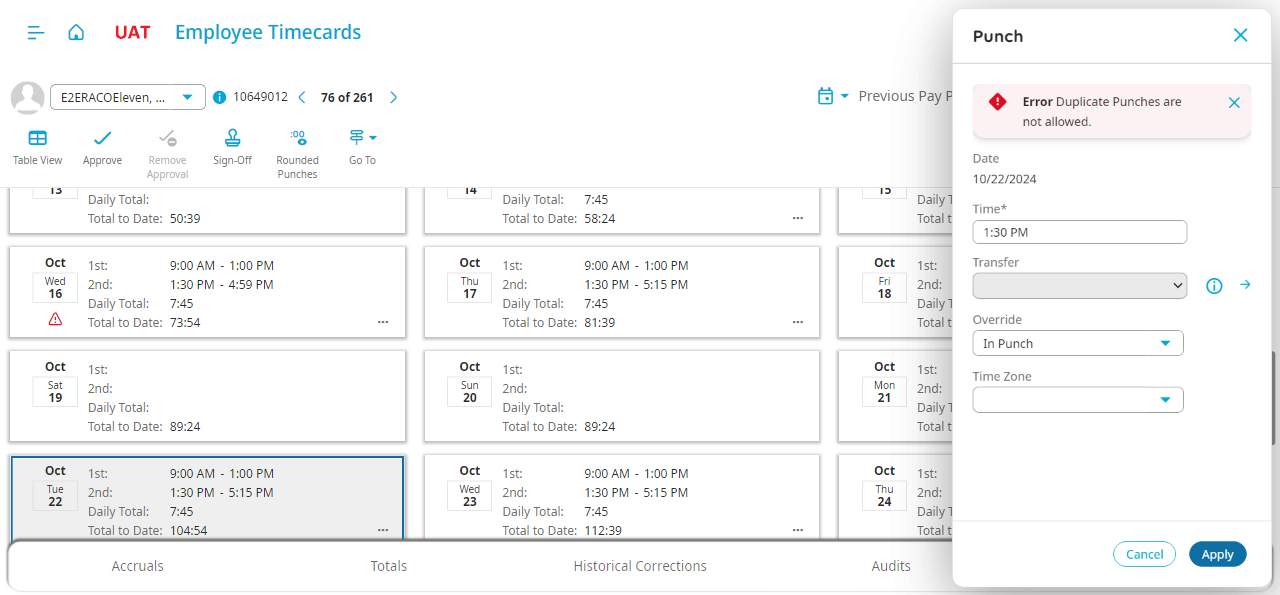 UAT
Employee Timecards
E2ERACOEleven, ...
10649012
76 of 261
Previous Pay P
Table View
Approve
Remove
Approval
Sign-Off
:00
Rounded
Punches
Go To
13
Daily Total:
Total to Date: 50:39
14
Daily Total: 7:45
Total to Date: 58:24
...
15
Daily T
Total t
Oct
Wed
16
1st: 9:00 AM - 1:00 PM
2nd: 1:30 PM - 4:59 PM
Daily Total: 7:45
Total to Date: 73:54
...
Oct
Thu
17
1st: 9:00 AM - 1:00 PM
2nd: 1:30 PM - 5:15 PM
Daily Total: 7:45
Total to Date: 81:39
...
Oct
Fri
18
1st:
2nd:
Daily T
Total t
Oct
Sat
19
1st:
2nd:
Daily Total:
Total to Date: 89:24
Oct
Sun
20
1st:
2nd:
Daily Total:
Total to Date: 89:24
Oct
Mon
21
1st:
2nd:
Daily T
Total t
Oct
Tue
22
1st: 9:00 AM - 1:00 PM
2nd: 1:30 PM - 5:15 PM
Daily Total: 7:45
Total to Date: 104:54
...
Oct
Wed
23
1st: 9:00 AM - 1:00 PM
2nd: 1:30 PM - 5:15 PM
Daily Total: 7:45
Total to Date: 112:39
...
Oct
Thu
24
1st:
2nd:
Daily T
Total t
Accruals
Totals
Historical Corrections
Audits
Punch
Error Duplicate Punches are
not allowed.
Date
10/22/2024
Time*
1:30 PM
Transfer
Override
In Punch
Time Zone
Cancel
Apply